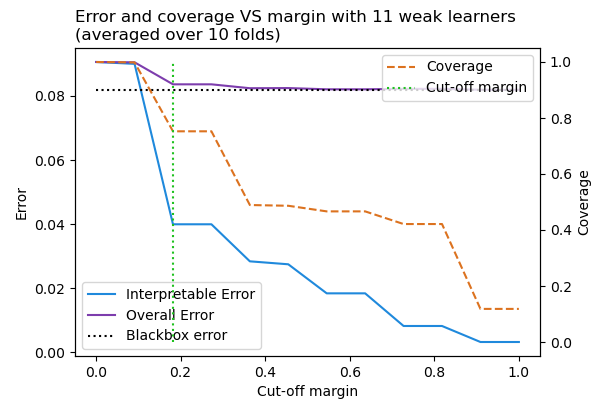 Error and coverage VS margin with 11 weak learners
(averaged over 10 folds)
Coverage
Cut-off margin
Interpretable Error
Overall Error
Blackbox error
Error
0.08
0.06
0.04
0.02
0.00
Coverage
1.0
0.8
0.6
0.4
0.2
0.0
0.0 0.2 0.4 0.6 0.8 1.0
Cut-off margin